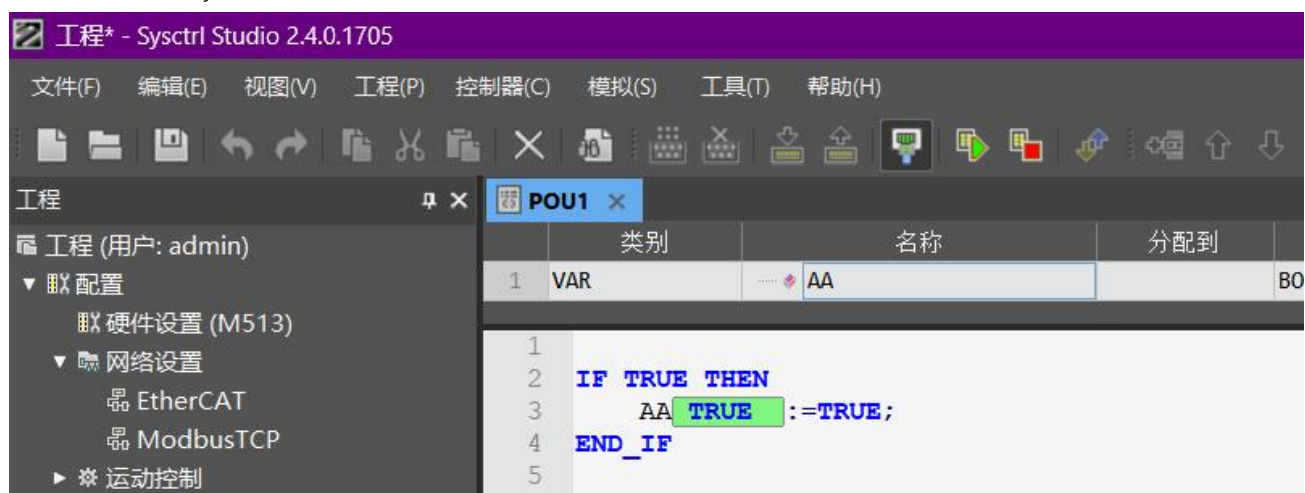 工程* - Sysctrl Studio 2.4.0.1705
文件(F) 编辑(E) 视图(V) 工程(P) 控制器(C) 模拟(S) 工具(T) 帮助(H)
工程
POU1
工程 (用户: admin)
类别 名称 分配到
配置
1 VAR AA BO
硬件设置 (M513)
网络设置
EtherCAT
ModbusTCP
运动控制
1
2 IF TRUE THEN
3 AA TRUE :=TRUE;
4 END_IF
5